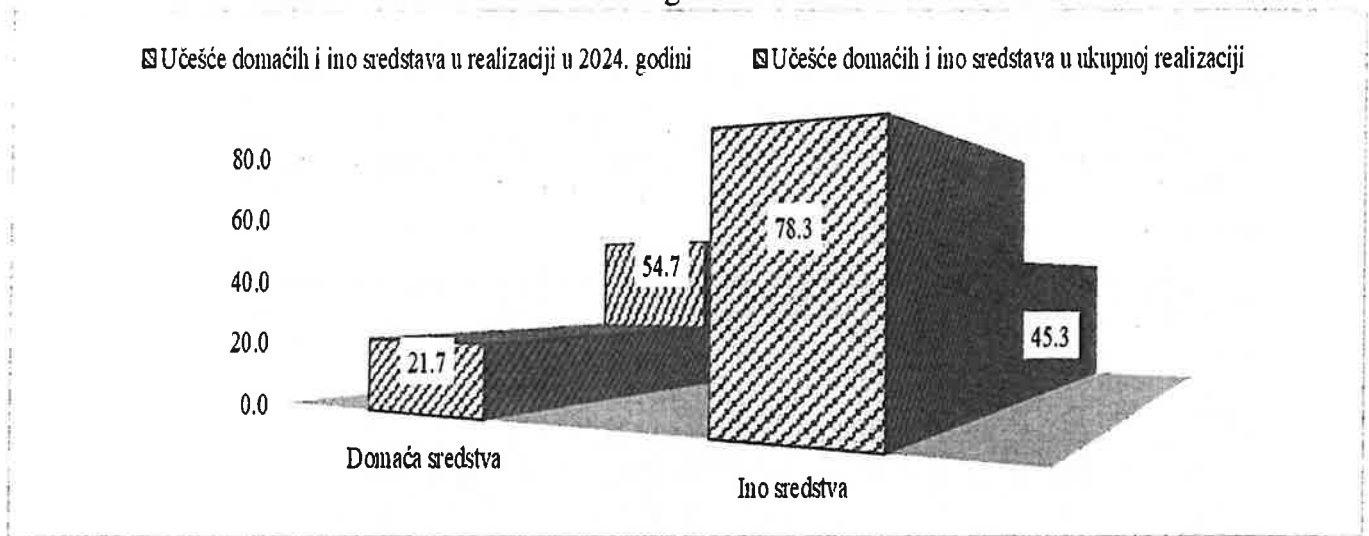 Učešće domaćih i ino sredstava u realizaciji u 2024. godini
Učešće domaćih i ino sredstava u ukupnoj realizaciji
80.0
60.0
40.0
20.0
0.0
21.7
54.7
78.3
45.3
Domaća sredstva
Ino sredstva